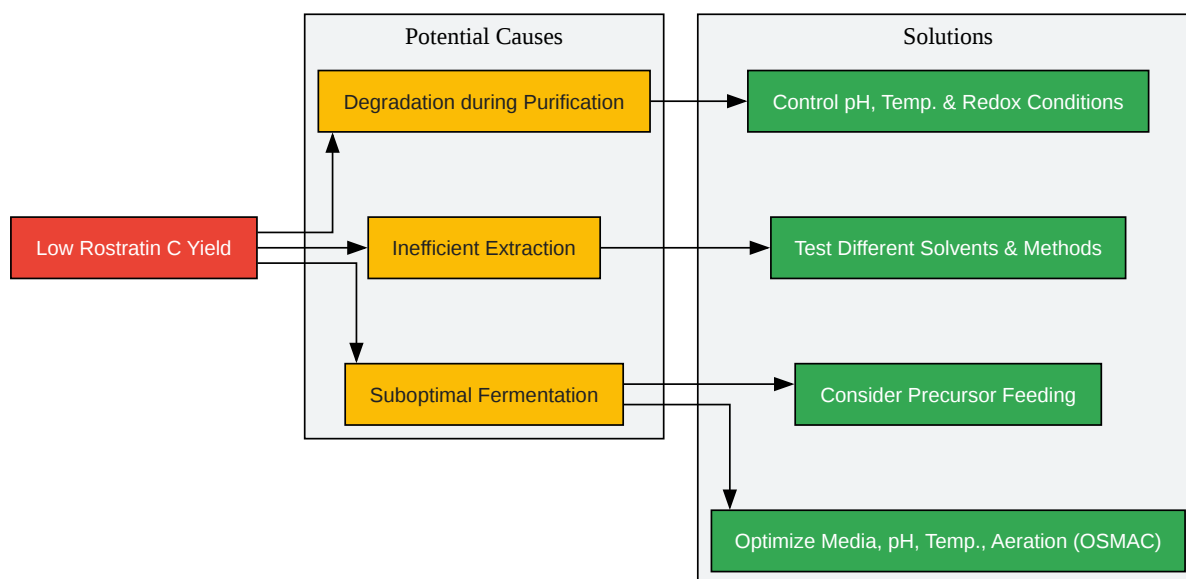 Potential Causes
Solutions
Degradation during Purification
Control pH, Temp. & Redox Conditions
Low Rostratin C Yield
Inefficient Extraction
Test Different Solvents & Methods
Suboptimal Fermentation
Consider Precursor Feeding
Optimize Media, pH, Temp., Aeration (OSMAC)